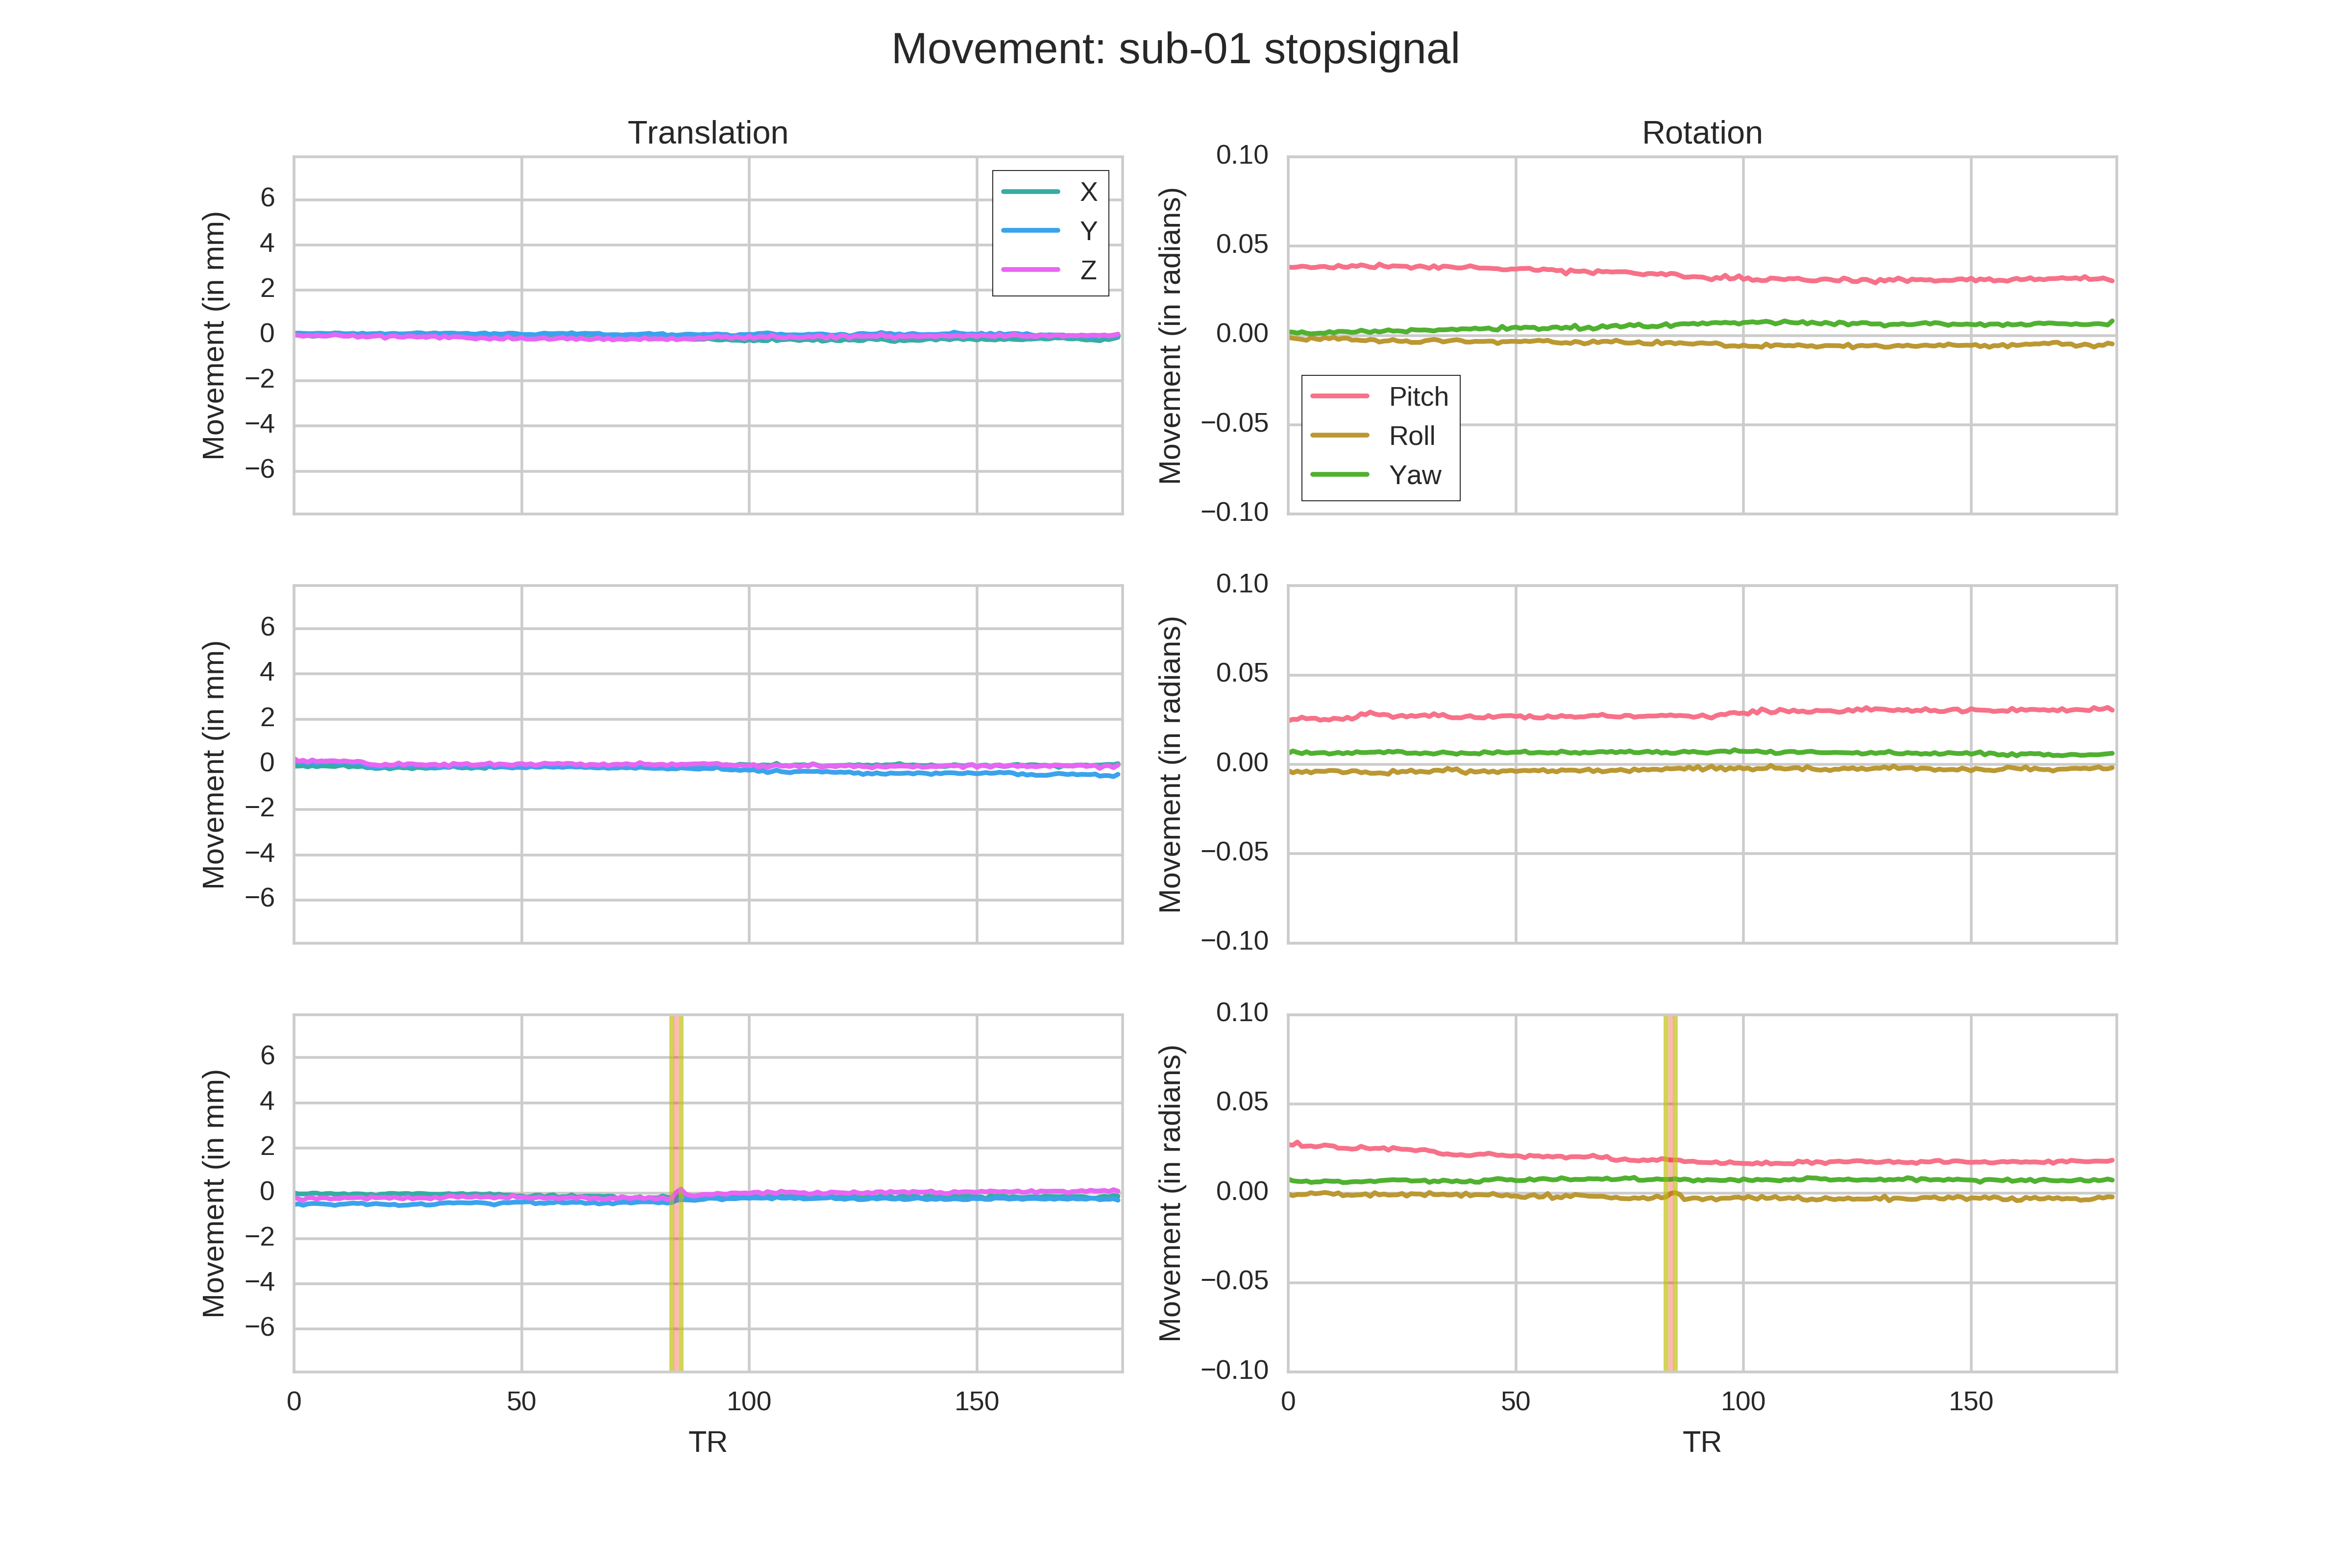 Movement: sub-01 stopsignal
Translation
Movement (in mm)
6
4
2
0
−2
−4
−6
X
Y
Z
Rotation
Movement (in radians)
0.10
0.05
0.00
−0.05
−0.10
Pitch
Roll
Yaw
Movement (in mm)
6
4
2
0
−2
−4
−6
Movement (in radians)
0.10
0.05
0.00
−0.05
−0.10
Movement (in mm)
6
4
2
0
−2
−4
−6
0 50 100 150
TR
Movement (in radians)
0.10
0.05
0.00
−0.05
−0.10
0 50 100 150
TR